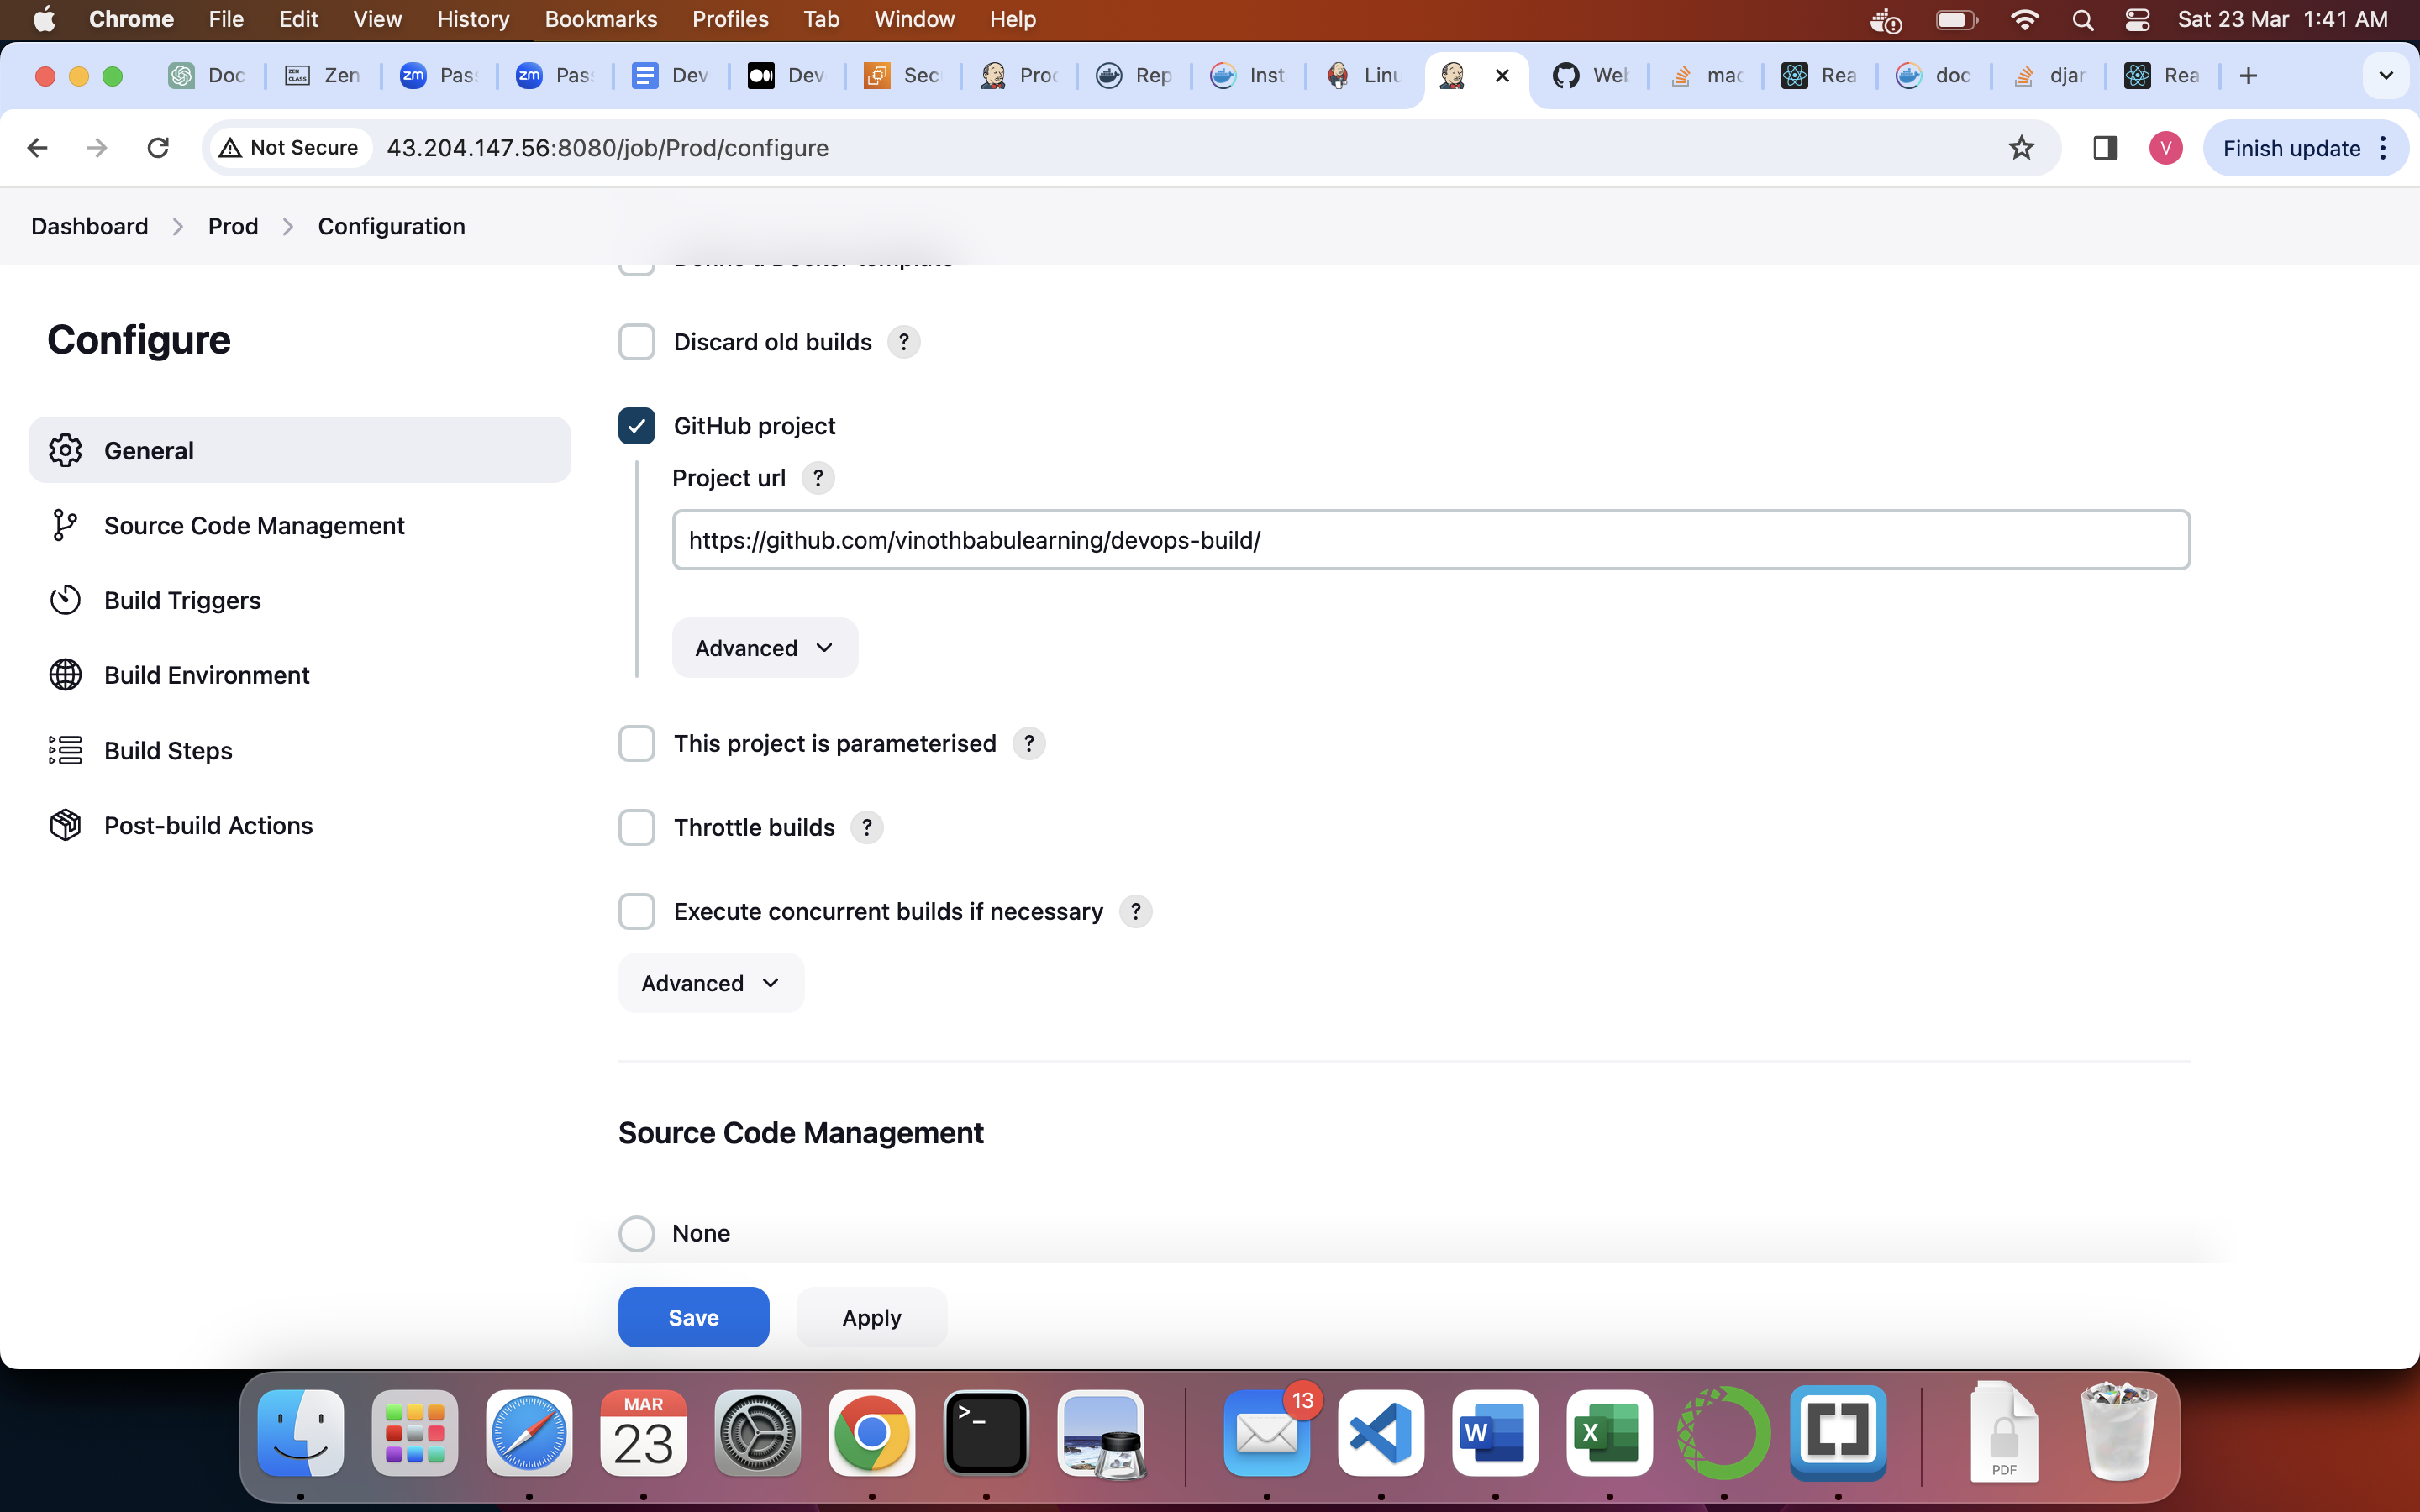 Chrome File Edit View History Bookmarks Profiles Tab Window Help Sat 23 Mar 1:41 AM
Doc Zen Pas Pas Dev Dev Sec Proc Rep Inst Linu Wel mac Rea doc djar Rea
Not Secure 43.204.147.56:8080/job/Prod/configure V Finish update
Dashboard Prod Configuration
Define a Docker template
Configure
Discard old builds ?
GitHub project
General
Project url ?
Source Code Management
https://github.com/vinothbabulearning/devops-build/
Build Triggers
Advanced
Build Environment
This project is parameterised ?
Build Steps
Throttle builds ?
Post-build Actions
Execute concurrent builds if necessary ?
Advanced
Source Code Management
None
Save Apply
MAR
23
13
W
X
PDF